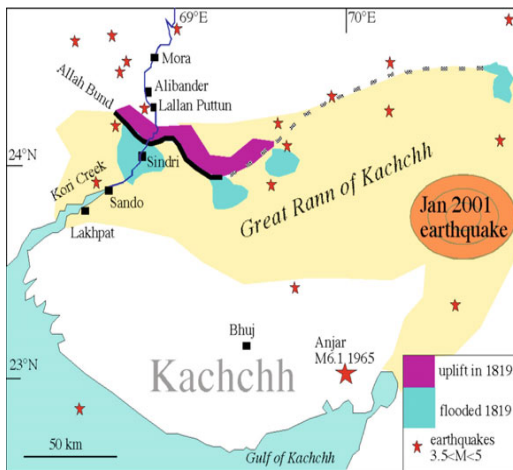 69°E
70°
Mora
Alibander
Allah Bund
Lallan Puttun
24°N
Sindri
Kori Creek
Great Rann of Kachchh
Sando
Jan 2001
earthquake
Lakhpat
Bhuj
Anjar
M6.1,1965
Kachchh
23°N
uplift in 1819
flooded 1819
earthquakes
3.5<M<5
50 km
Gulf of Kachchh